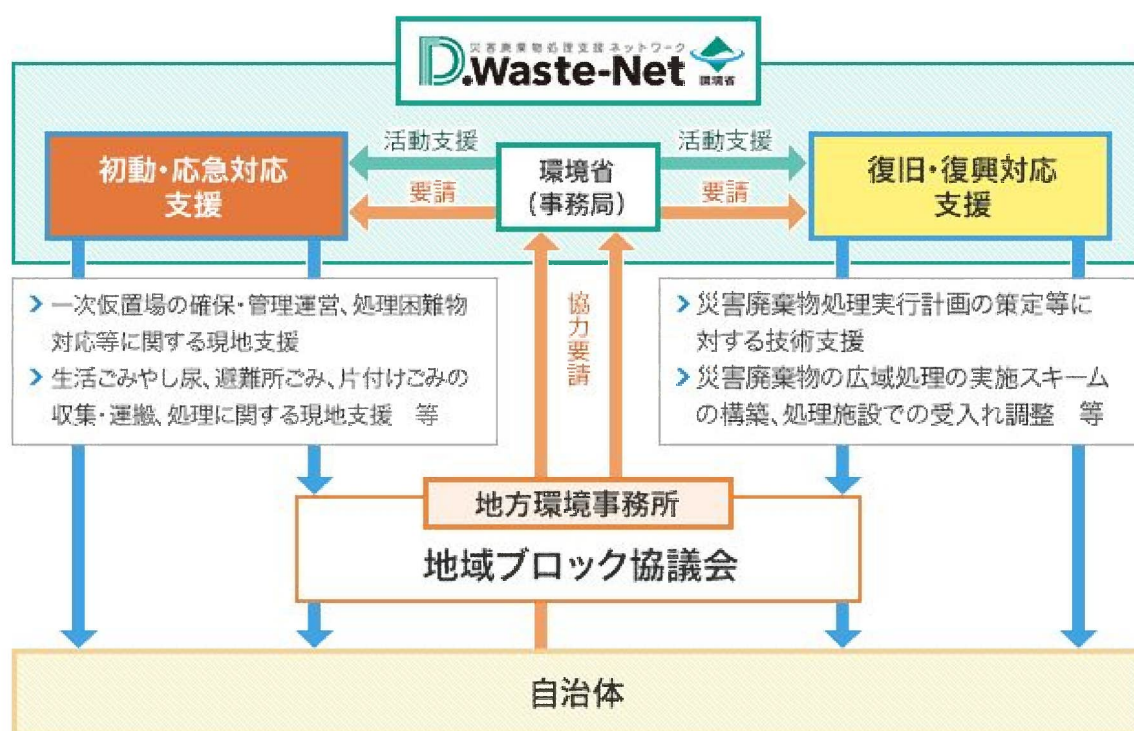 災害廃棄物処理支援ネットワーク
D.Waste-Net
環境省
初動・応急対応
支援
活動支援
要請
環境省
(事務局)
活動支援
要請
復旧・復興対応
支援
一次仮置場の確保・管理運営、処理困難物
対応等に関する現地支援
生活ごみやし尿、避難所ごみ、片付けごみの
収集・運搬、処理に関する現地支援 等
協力要請
災害廃棄物処理実行計画の策定等に
対する技術支援
災害廃棄物の広域処理の実施スキーム
の構築、処理施設での受入れ調整 等
地方環境事務所
地域ブロック協議会
自治体